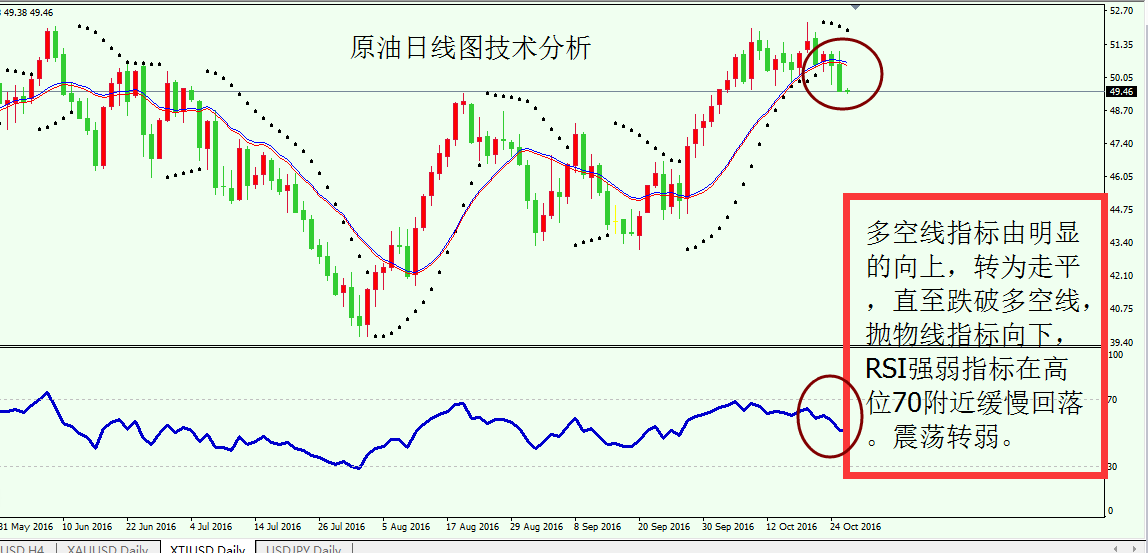 49.38 49.46
原油日线图技术分析
52.70
51.35
50.05
49.46
48.70
47.40
46.05
44.75
43.40
42.10
40.75
39.40
多空线指标由明显
的向上，转为走平
，直至跌破多空线，
抛物线指标向下，
RSI强弱指标在高
位70附近缓慢回落
。震荡转弱。
100
70
30
0
31 May 2016 10 Jun 2016 22 Jun 2016 4 Jul 2016 14 Jul 2016 26 Jul 2016 5 Aug 2016 17 Aug 2016 29 Aug 2016 8 Sep 2016 20 Sep 2016 30 Sep 2016 12 Oct 2016 24 Oct 2016
USD,H4 XAUUSD,Daily XTIUSD,Daily USDJPY,Daily